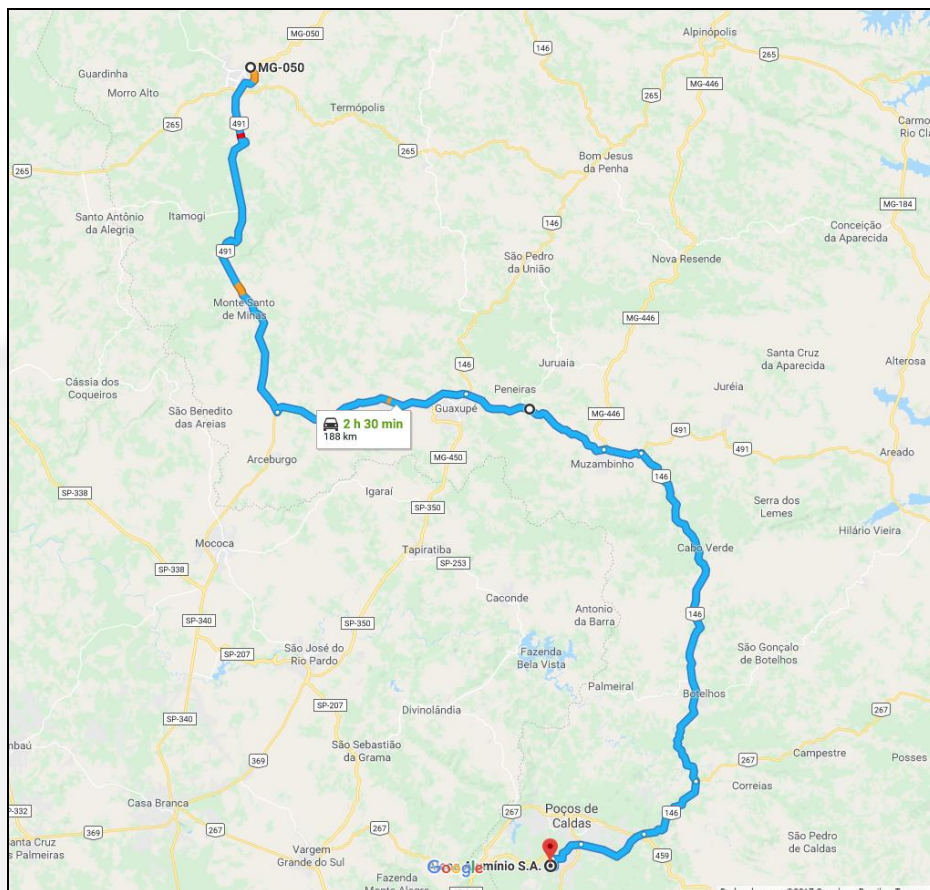 MG-050
MG-050
Alpinópolis
146
Guardinha
MG-446
265
Morro Alto
265
Termópolis
Carmo
Rio Cla
491
265
265
Bom Jesus
da Penha
265
MG-184
Santo Antônio
da Alegria
Itamogi
146
Conceição
da Aparecida
491
São Pedro
da União
Nova Resende
Monte Santo
de Minas
MG-446
Santa Cruz
da Aparecida
Alterosa
146
Juruaia
Cássia dos
Coqueiros
Peneiras
Juréia
São Benedito
das Areias
Guaxupé
MG-446
2 h 30 min
188 km
491
491
Areado
Arceburgo
MG-450
Muzambinho
146
SP-338
Igaraí
SP-350
Serra dos
Lemes
Hilário Vieira
Mococa
Tapiratiba
Cabo Verde
SP-338
SP-253
Caconde
Antonio
da Barra
146
SP-340
SP-350
SP-207
São José do
Rio Pardo
São Gonçalo
de Botelhos
Fazenda
Bela Vista
Palmeiral
Botelhos
SP-207
Divinolândia
267
SP-340
São Sebastião
da Grama
Campestre
Posses
369
267
Correias
Casa Branca
267
Poços de
Caldas
146
SP-332
369
267
São Pedro
de Caldas
Santa Cruz
s Palmeiras
Vargem
Grande do Sul
459
Google
Alumínio S.A.
Fazenda